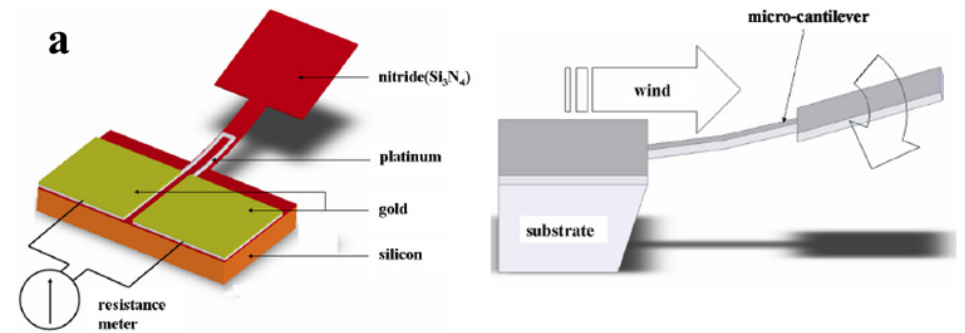 a
nitride(Si₃N₄)
platinum
gold
silicon
resistance
meter
micro-cantilever
wind
substrate